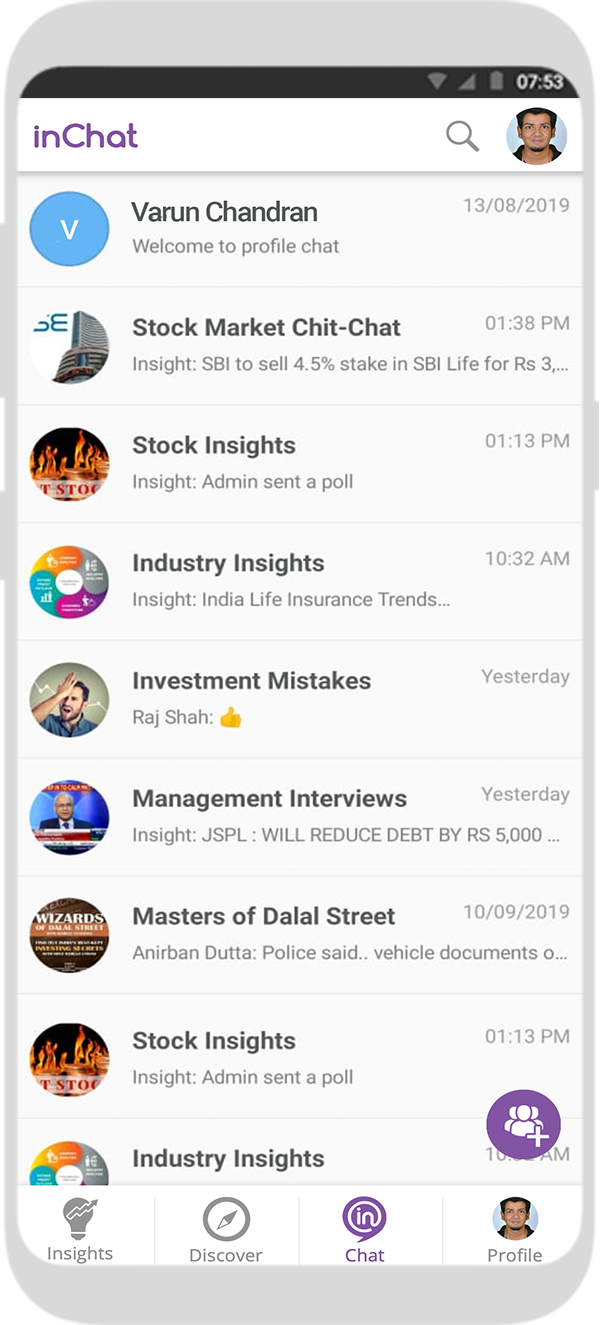 07:53
inChat
V
Varun Chandran
13/08/2019
Welcome to profile chat
Stock Market Chit-Chat
01:38 PM
Insight: SBI to sell 4.5% stake in SBI Life for Rs 3,...
Stock Insights
01:13 PM
Insight: Admin sent a poll
T STOC
Industry Insights
10:32 AM
Insight: India Life Insurance Trends...
Investment Mistakes
Yesterday
Raj Shah: 👍
Management Interviews
Yesterday
Insight: JSPL : WILL REDUCE DEBT BY RS 5,000 ...
WIZARDS
OF DALAL STREET
INVESTING SECRETS
Masters of Dalal Street
10/09/2019
Anirban Dutta: Police said.. vehicle documents o...
Stock Insights
01:13 PM
Insight: Admin sent a poll
T STOC
Industry Insights
AM
in
Insights
Discover
Chat
Profile